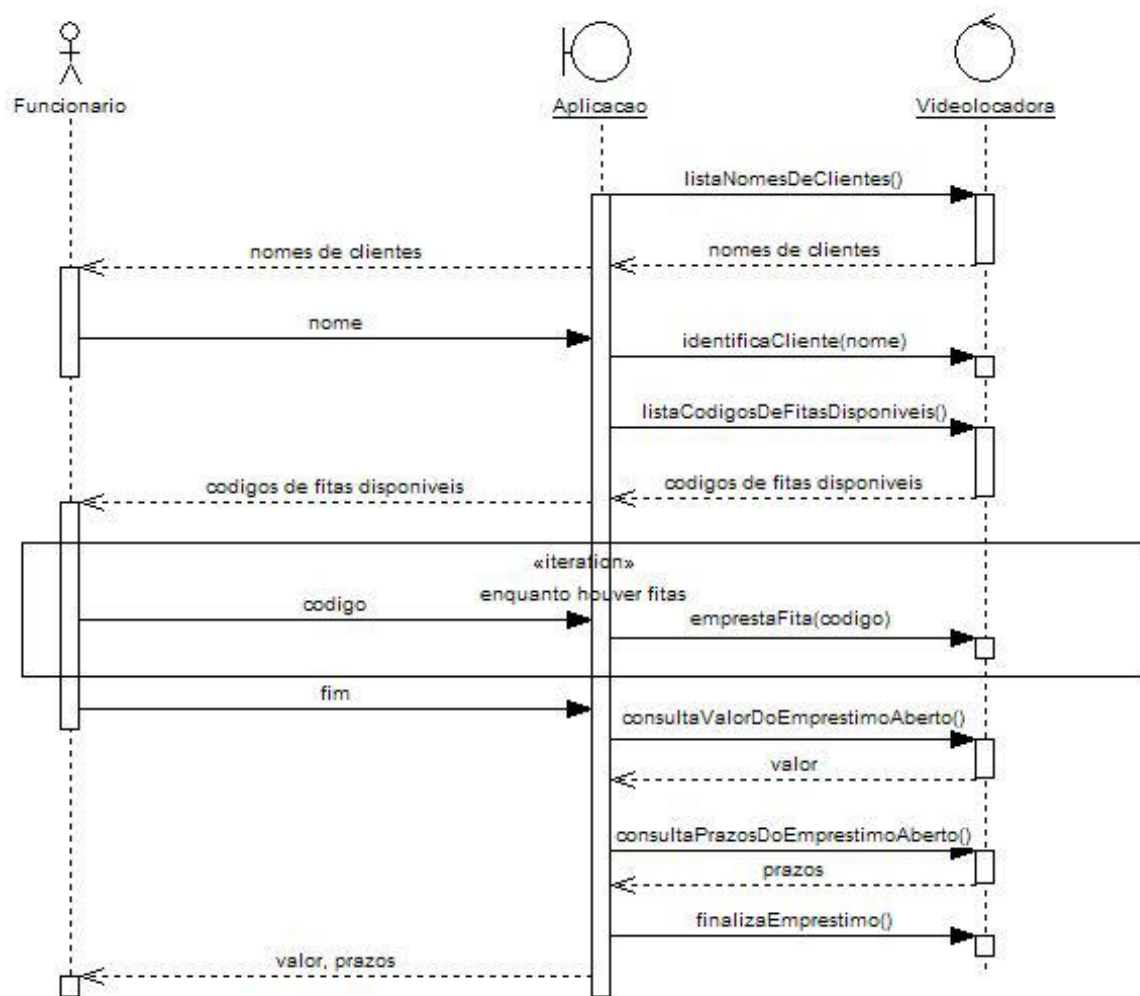 Funcionario
Aplicacao
Videolocadora
listaNomesDeClientes()
nomes de clientes
nomes de clientes
nome
identificaCliente(nome)
listaCodigosDeFitasDisponiveis()
codigos de fitas disponiveis
codigos de fitas disponiveis
«iteration»
enquanto houver fitas
codigo
emprestaFita(codigo)
fim
consultaValorDoEmprestimoAberto()
valor
consultaPrazosDoEmprestimoAberto()
prazos
finalizaEmprestimo()
valor, prazos